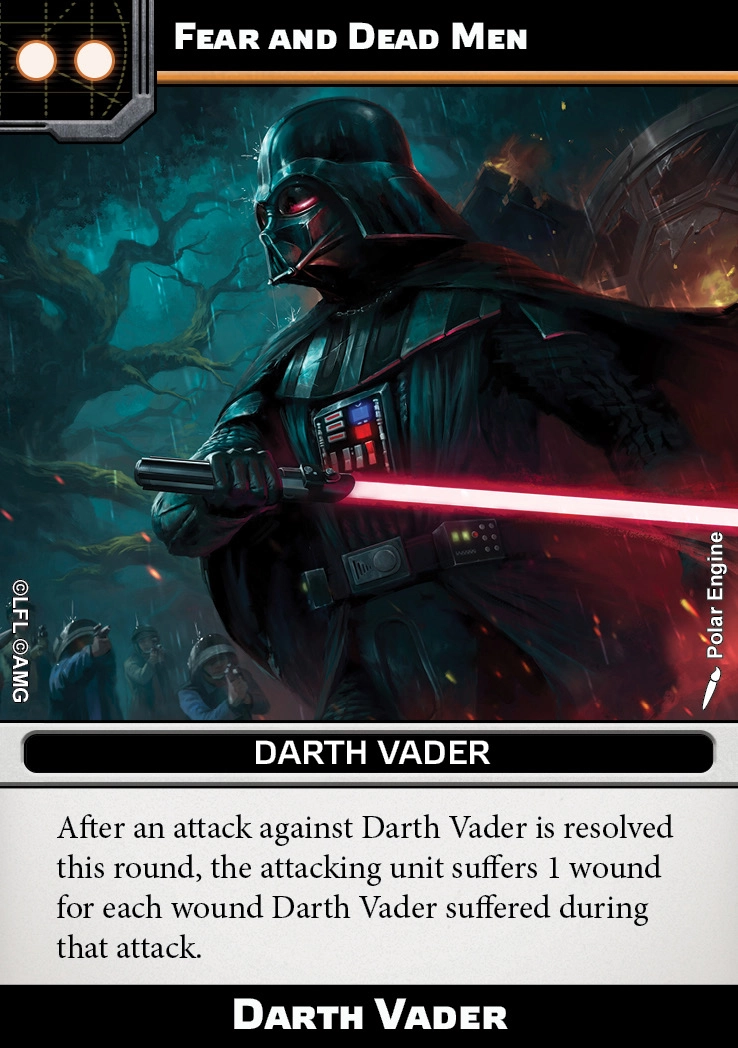 Fear and Dead Men
©LFL ©AMG
Polar Engine
DARTH VADER
After an attack against Darth Vader is resolved
this round, the attacking unit suffers 1 wound
for each wound Darth Vader suffered during
that attack.
Darth Vader